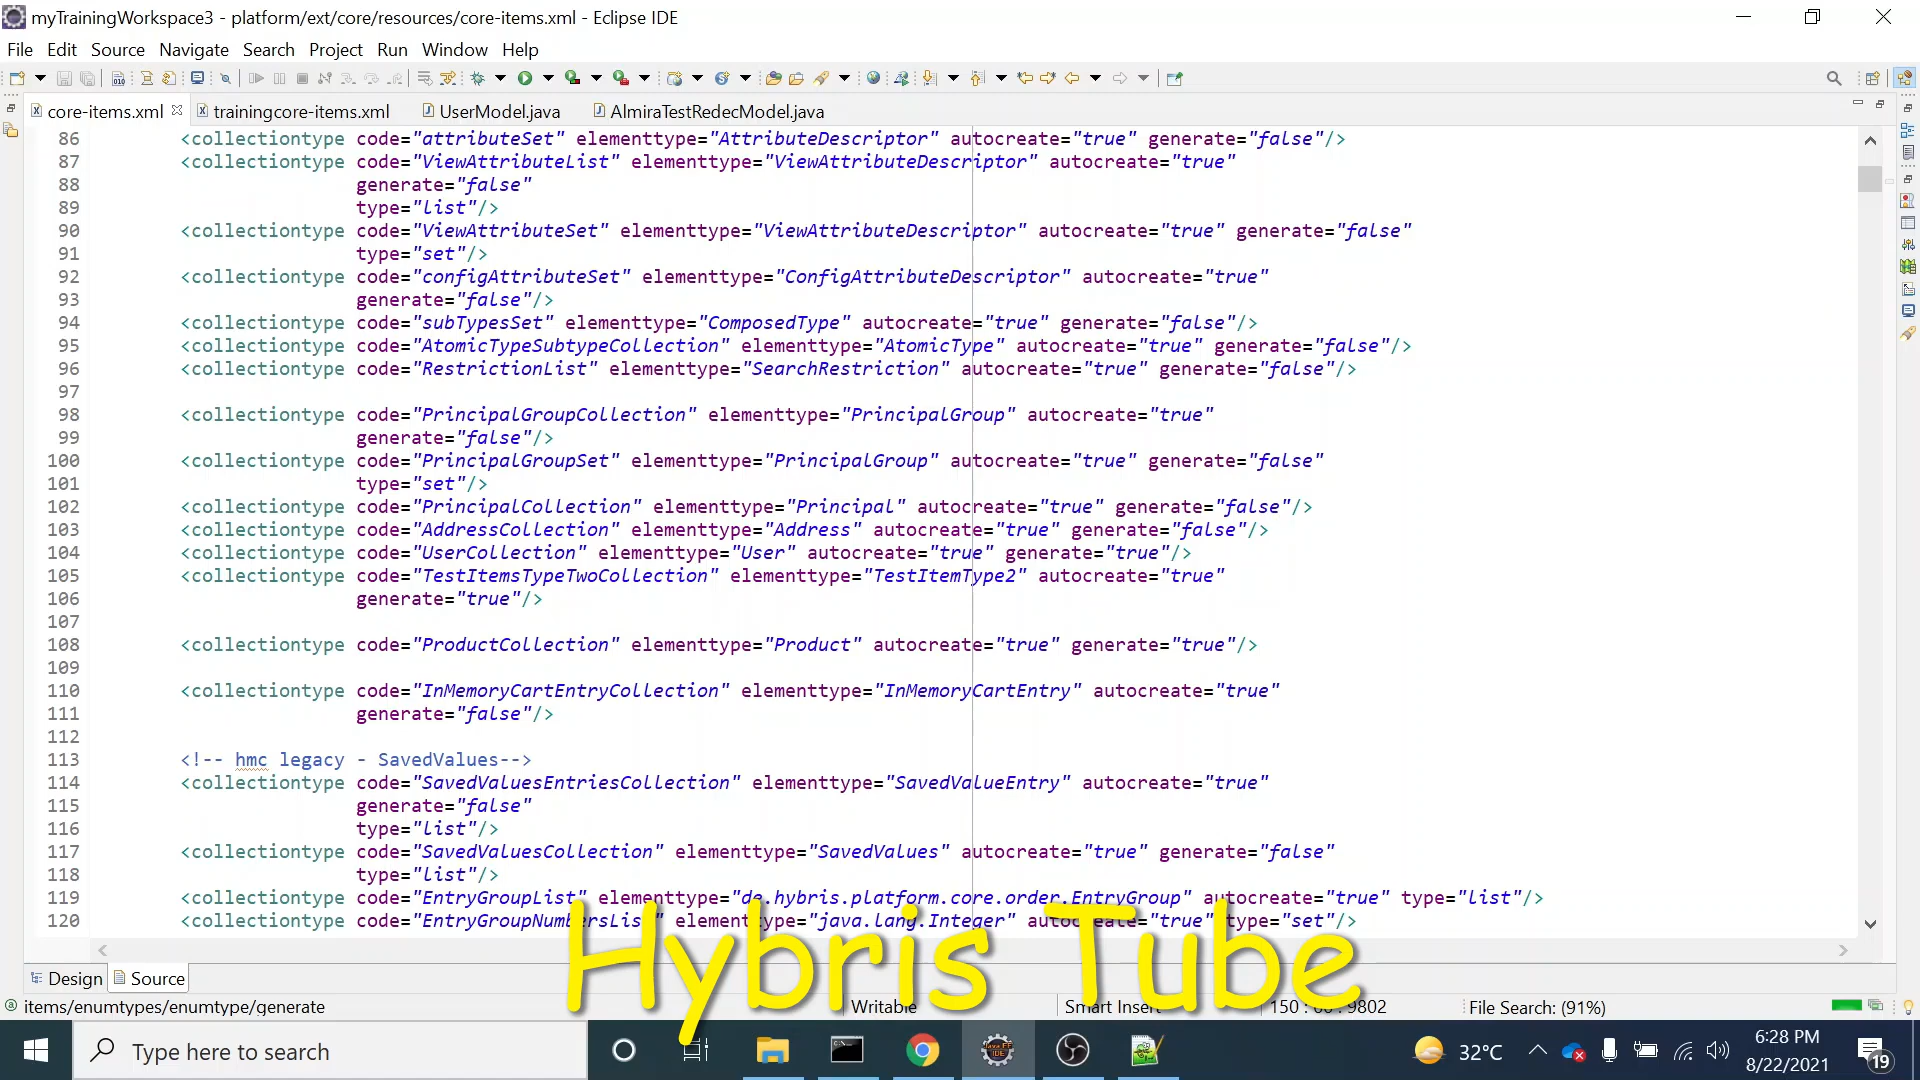 myTrainingWorkspace3 - platform/ext/core/resources/core-items.xml - Eclipse IDE
File Edit Source Navigate Search Project Run Window Help
core-items.xml trainingcore-items.xml UserModel.java AlmiraTestRedecModel.java
86 <collectiontype code="attributeSet" elementtype="AttributeDescriptor" autocreate="true" generate="false"/>
87 <collectiontype code="ViewAttributeList" elementtype="ViewAttributeDescriptor" autocreate="true"
88 generate="false"
89 type="list"/>
90 <collectiontype code="ViewAttributeSet" elementtype="ViewAttributeDescriptor" autocreate="true" generate="false"
91 type="set"/>
92 <collectiontype code="configAttributeSet" elementtype="ConfigAttributeDescriptor" autocreate="true"
93 generate="false"/>
94 <collectiontype code="subTypesSet" elementtype="ComposedType" autocreate="true" generate="false"/>
95 <collectiontype code="AtomicTypeSubtypeCollection" elementtype="AtomicType" autocreate="true" generate="false"/>
96 <collectiontype code="RestrictionList" elementtype="SearchRestriction" autocreate="true" generate="false"/>
97
98 <collectiontype code="PrincipalGroupCollection" elementtype="PrincipalGroup" autocreate="true"
99 generate="false"/>
100 <collectiontype code="PrincipalGroupSet" elementtype="PrincipalGroup" autocreate="true" generate="false"
101 type="set"/>
102 <collectiontype code="PrincipalCollection" elementtype="Principal" autocreate="true" generate="false"/>
103 <collectiontype code="AddressCollection" elementtype="Address" autocreate="true" generate="false"/>
104 <collectiontype code="UserCollection" elementtype="User" autocreate="true" generate="true"/>
105 <collectiontype code="TestItemsTypeTwoCollection" elementtype="TestItemType2" autocreate="true"
106 generate="true"/>
107
108 <collectiontype code="ProductCollection" elementtype="Product" autocreate="true" generate="true"/>
109
110 <collectiontype code="InMemoryCartEntryCollection" elementtype="InMemoryCartEntry" autocreate="true"
111 generate="false"/>
112
113 <!-- hmc legacy - SavedValues-->
114 <collectiontype code="SavedValuesEntriesCollection" elementtype="SavedValueEntry" autocreate="true"
115 generate="false"
116 type="list"/>
117 <collectiontype code="SavedValuesCollection" elementtype="SavedValues" autocreate="true" generate="false"
118 type="list"/>
119 <collectiontype code="EntryGroupList" elementtype="de.hybris.platform.core.order.EntryGroup" autocreate="true" type="list"/>
120 <collectiontype code="EntryGroupNumbersList" elementtype="java.lang.Integer" autocreate="true" type="set"/>
Hybris Tube
Design Source
items/enumtypes/enumtype/generate Writable Smart Insert File Search: (91%)
Type here to search 32°C 6:28 PM
8/22/2021 19